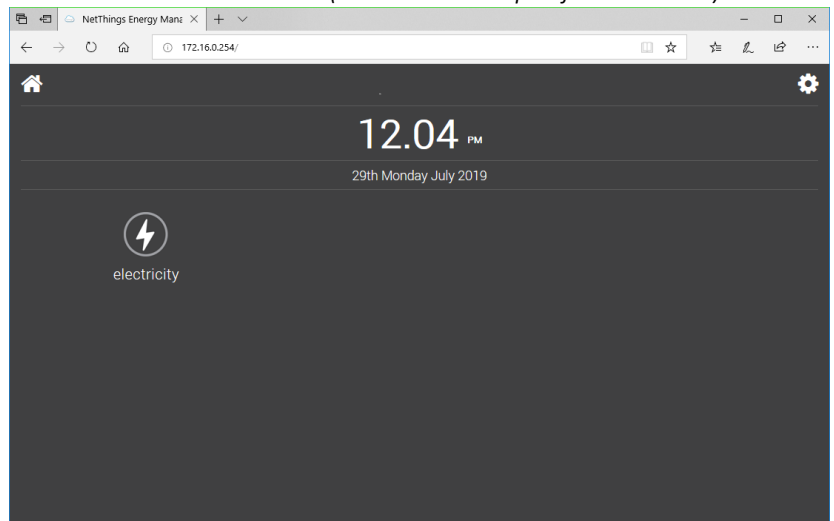 NetThings Energy Mana
172.16.0.254/
12.04 PM
29th Monday July 2019
electricity